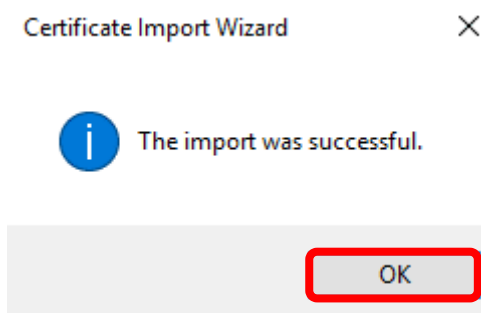 Certificate Import Wizard
The import was successful.
OK